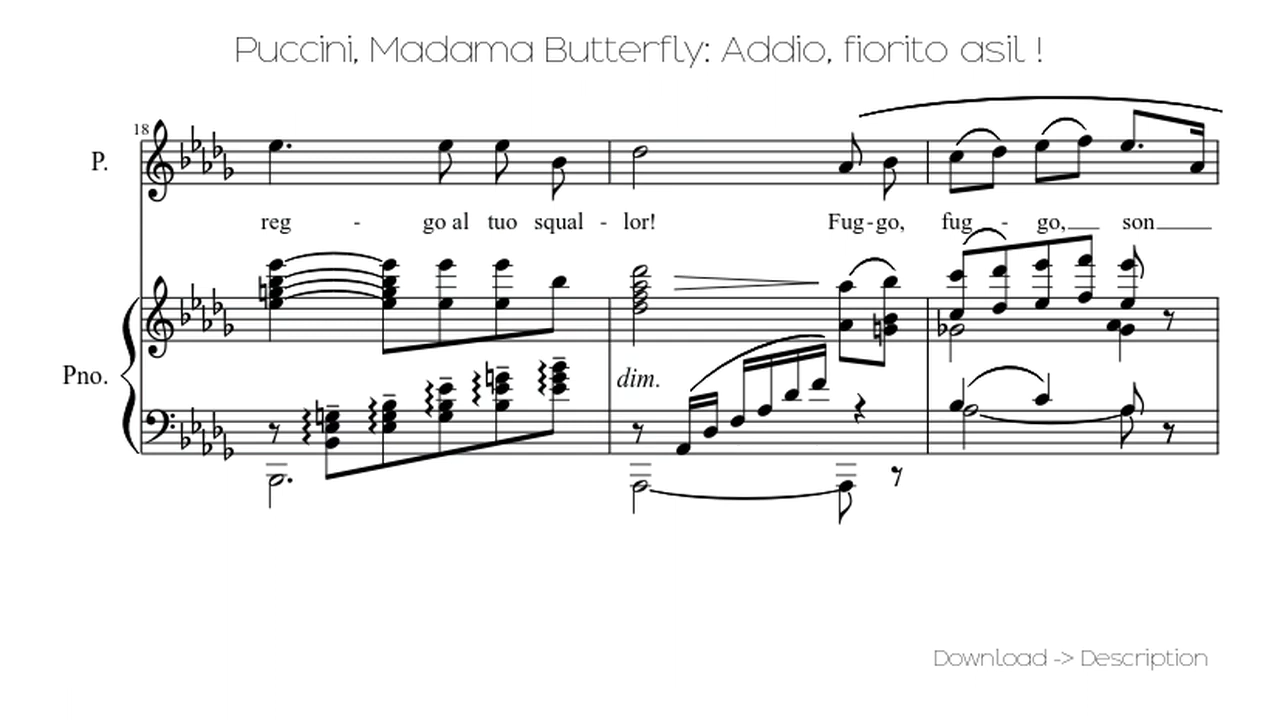 Puccini, Madama Butterfly: Addio, fiorito asil !
18
P.
reg - go al tuo squal - lor! Fug-go, fug - go, son
Pno.
dim.
Download -> Description